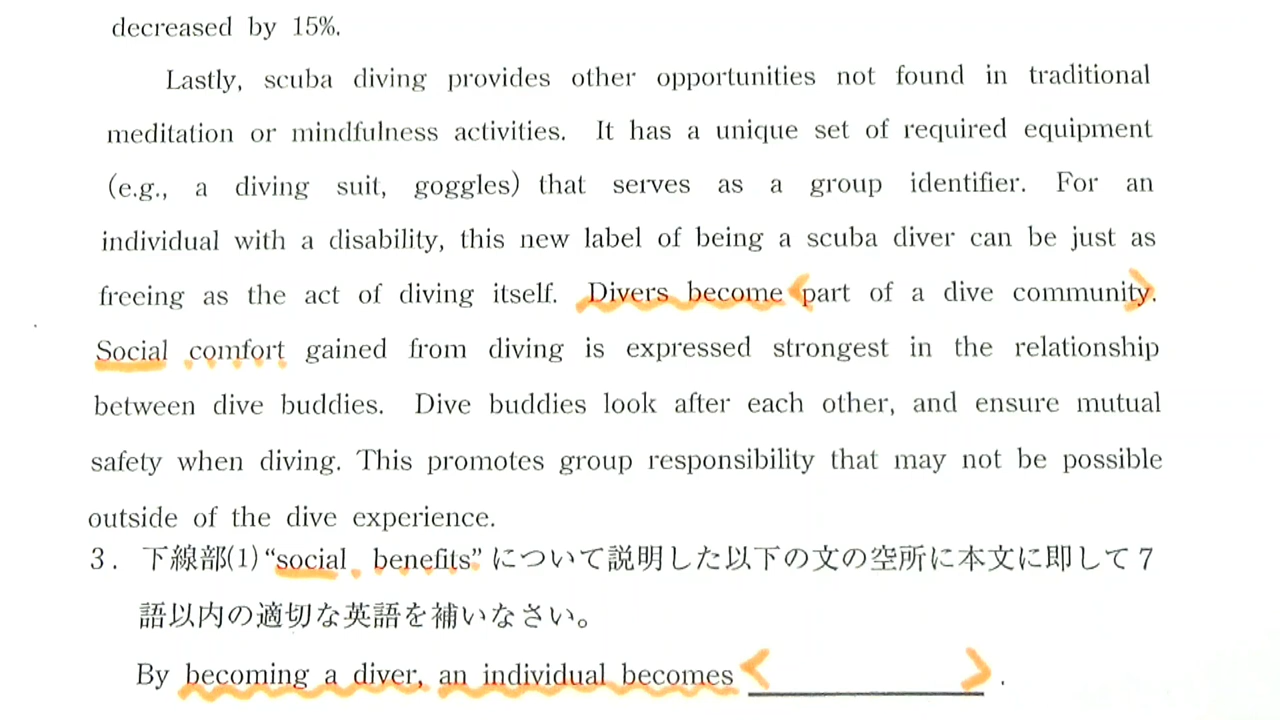 decreased by 15%.
Lastly, scuba diving provides other opportunities not found in traditional
meditation or mindfulness activities. It has a unique set of required equipment
(e.g., a diving suit, goggles) that serves as a group identifier. For an
individual with a disability, this new label of being a scuba diver can be just as
freeing as the act of diving itself. Divers become part of a dive community.
Social comfort gained from diving is expressed strongest in the relationship
between dive buddies. Dive buddies look after each other, and ensure mutual
safety when diving. This promotes group responsibility that may not be possible
outside of the dive experience.
3. 下線部(1)“social benefits”について説明した以下の文の空所に本文に即して7
語以内の適切な英語を補いなさい。
By becoming a diver, an individual becomes ____________ .